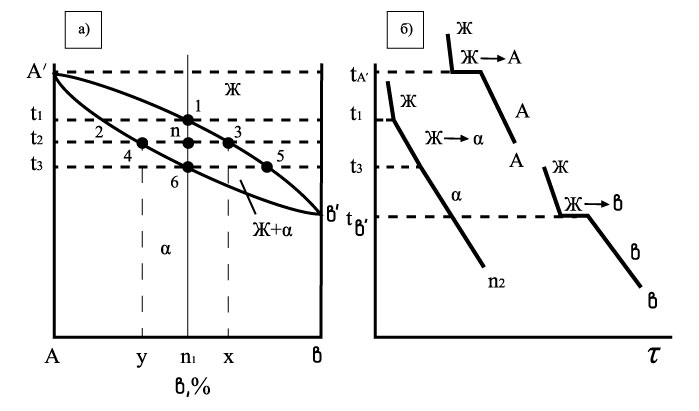 а)
A'
Ж
t1
1
2
t2
n
3
4
t3
5
6
в'
Ж+α
α
A
y
n1
x
в
в,%
б)
Ж
Ж→A
tA'
Ж
A
t1
Ж→α
A
t3
Ж
α
Ж→в
tв'
в
n2
в
τ